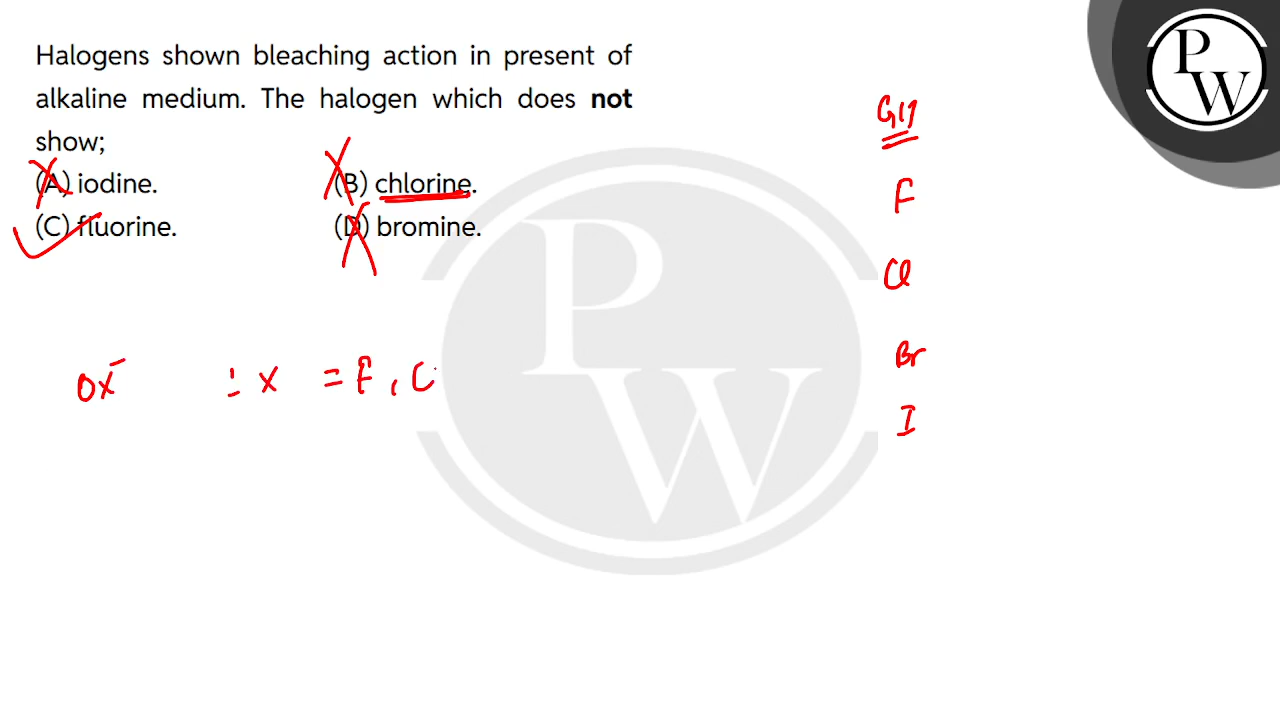 Halogens shown bleaching action in present of
alkaline medium. The halogen which does not
show;
(A) iodine. (B) chlorine.
(C) fluorine. (D) bromine.
OX⁻ : X = F, C
G17
F
Cl
Br
I
P
W
P
W